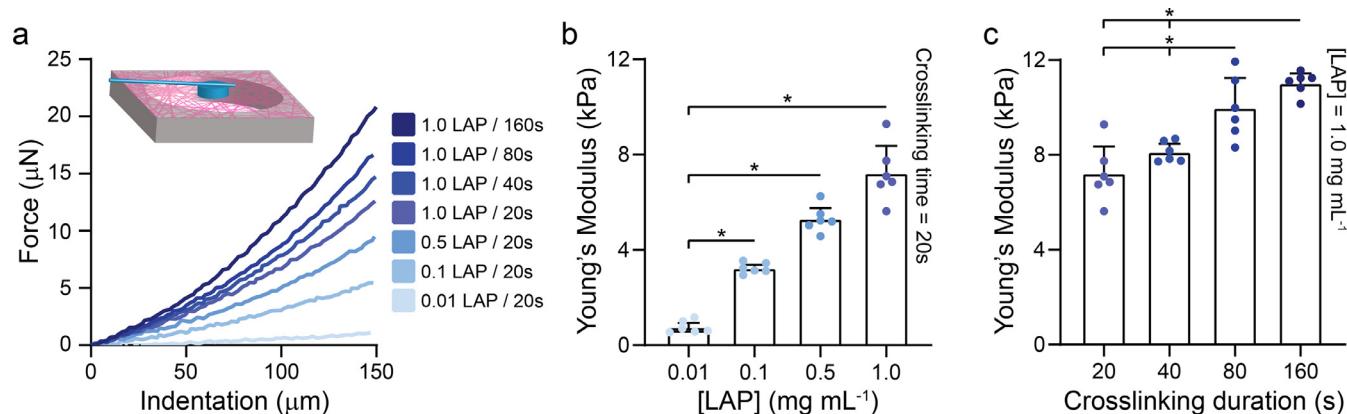 a
25
20
15
10
5
0
Force (μN)
0
50
100
150
Indentation (μm)
1.0 LAP / 160s
1.0 LAP / 80s
1.0 LAP / 40s
1.0 LAP / 20s
0.5 LAP / 20s
0.1 LAP / 20s
0.01 LAP / 20s
b
12
8
4
0
Young's Modulus (kPa)
*
*
*
0.01
0.1
0.5
1.0
[LAP] (mg mL⁻¹)
Crosslinking time = 20s
c
12
8
4
0
Young's Modulus (kPa)
*
*
20
40
80
160
Crosslinking duration (s)
[LAP] = 1.0 mg mL⁻¹